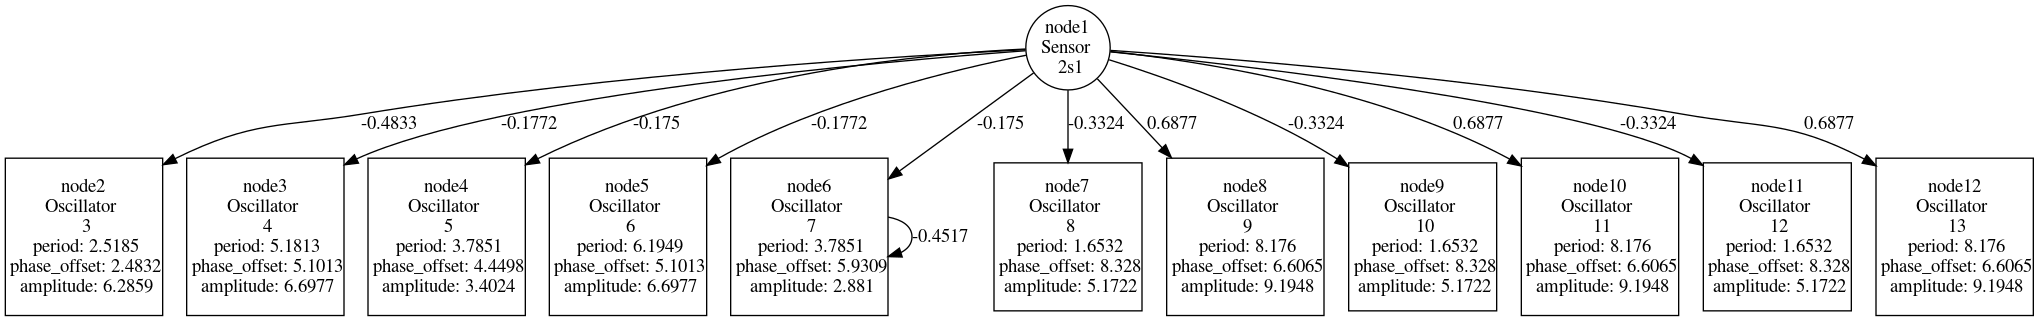 node1
Sensor
2s1
-0.4833
-0.1772
-0.175
-0.1772
-0.175
-0.3324
0.6877
-0.3324
0.6877
-0.3324
0.6877
node2
Oscillator
3
period: 2.5185
phase_offset: 2.4832
amplitude: 6.2859
node3
Oscillator
4
period: 5.1813
phase_offset: 5.1013
amplitude: 6.6977
node4
Oscillator
5
period: 3.7851
phase_offset: 4.4498
amplitude: 3.4024
node5
Oscillator
6
period: 6.1949
phase_offset: 5.1013
amplitude: 6.6977
node6
Oscillator
7
period: 3.7851
phase_offset: 5.9309
amplitude: 2.881
-0.4517
node7
Oscillator
8
period: 1.6532
phase_offset: 8.328
amplitude: 5.1722
node8
Oscillator
9
period: 8.176
phase_offset: 6.6065
amplitude: 9.1948
node9
Oscillator
10
period: 1.6532
phase_offset: 8.328
amplitude: 5.1722
node10
Oscillator
11
period: 8.176
phase_offset: 6.6065
amplitude: 9.1948
node11
Oscillator
12
period: 1.6532
phase_offset: 8.328
amplitude: 5.1722
node12
Oscillator
13
period: 8.176
phase_offset: 6.6065
amplitude: 9.1948